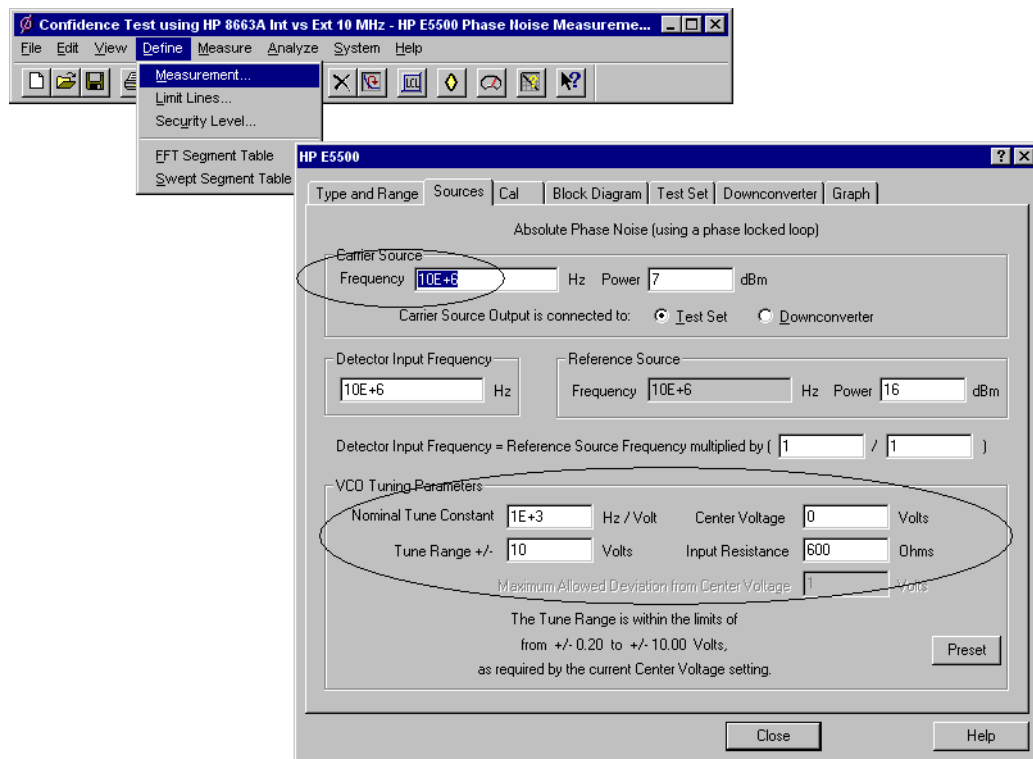 Confidence Test using HP 8663A Int vs Ext 10 MHz - HP E5500 Phase Noise Measureme...
File Edit View Define Measure Analyze System Help
Measurement...
Limit Lines...
Security Level...
FFT Segment Table
Swept Segment Table
HP E5500
Type and Range Sources Cal Block Diagram Test Set Downconverter Graph
Absolute Phase Noise (using a phase locked loop)
Carrier Source
Frequency 10E+6 Hz Power 7 dBm
Carrier Source Output is connected to: Test Set Downconverter
Detector Input Frequency
10E+6 Hz
Reference Source
Frequency 10E+6 Hz Power 16 dBm
Detector Input Frequency = Reference Source Frequency multiplied by ( 1 / 1 )
VCO Tuning Parameters
Nominal Tune Constant 1E+3 Hz / Volt Center Voltage 0 Volts
Tune Range +/- 10 Volts Input Resistance 600 Ohms
Maximum Allowed Deviation from Center Voltage 1 Volts
The Tune Range is within the limits of
from +/- 0.20 to +/- 10.00 Volts,
as required by the current Center Voltage setting.
Preset
Close Help